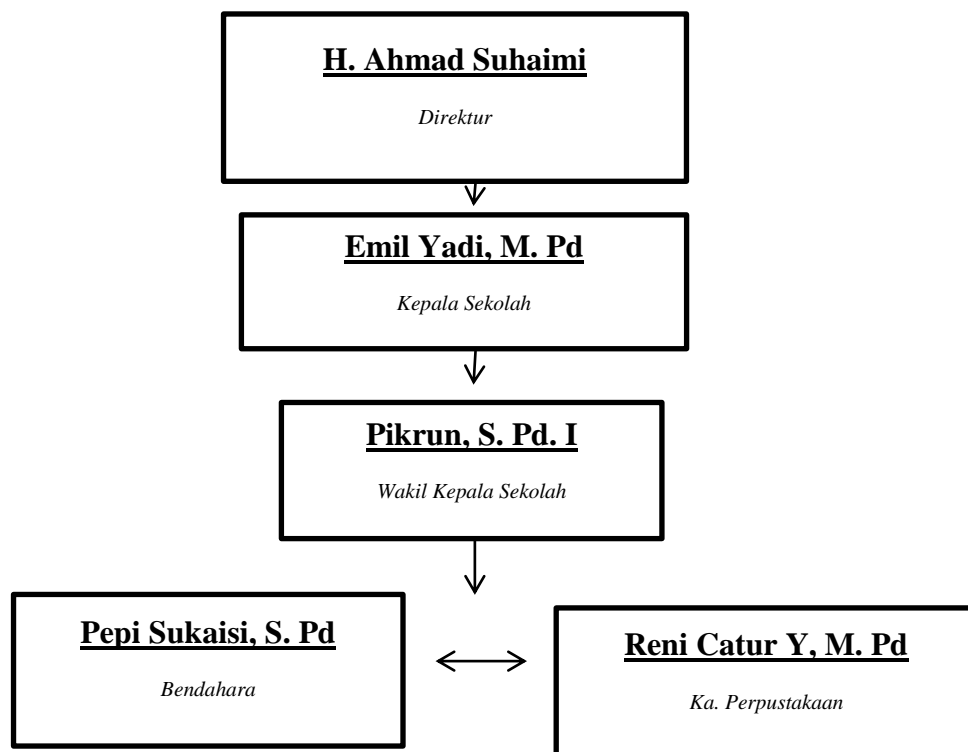 H. Ahmad Suhaimi
Direktur
Emil Yadi, M. Pd
Kepala Sekolah
Pikrun, S. Pd. I
Wakil Kepala Sekolah
Pepi Sukaisi, S. Pd
Bendahara
Reni Catur Y, M. Pd
Ka. Perpustakaan